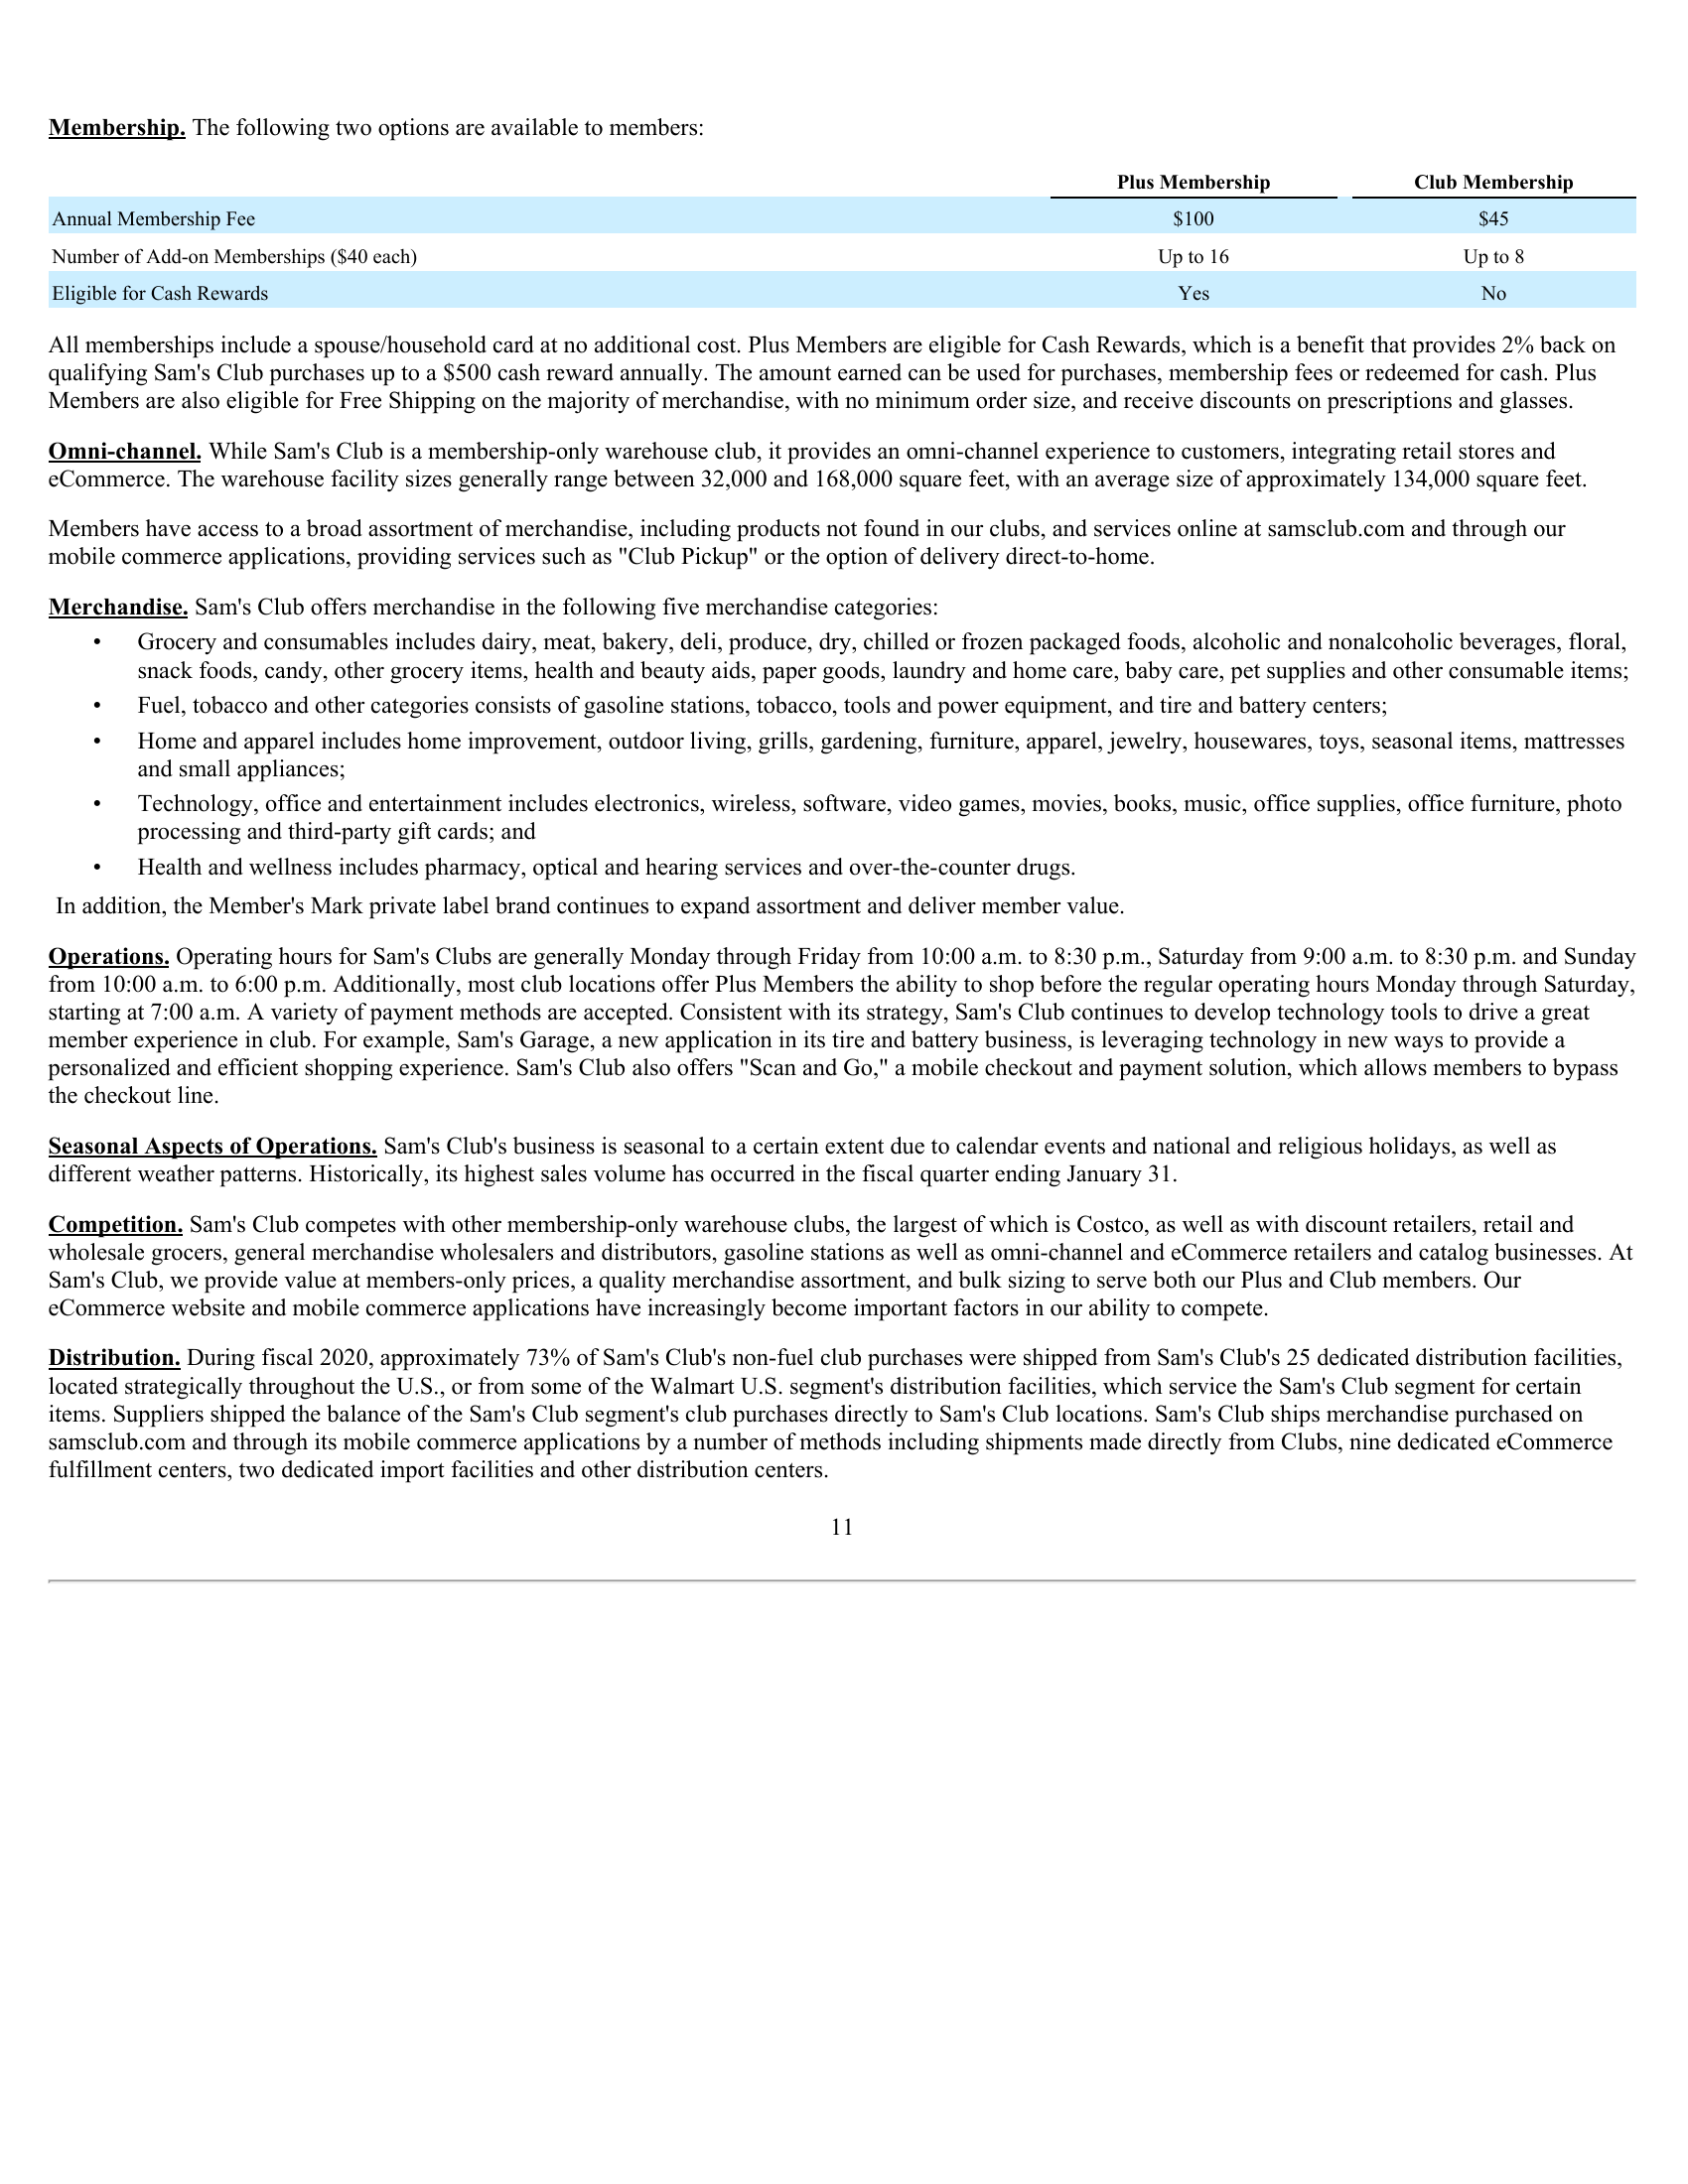 Membership. The following two options are available to members:
Plus Membership Club Membership
Annual Membership Fee $100 $45
Number of Add-on Memberships ($40 each) Up to 16 Up to 8
Eligible for Cash Rewards Yes No
All memberships include a spouse/household card at no additional cost. Plus Members are eligible for Cash Rewards, which is a benefit that provides 2% back on
qualifying Sam's Club purchases up to a $500 cash reward annually. The amount earned can be used for purchases, membership fees or redeemed for cash. Plus
Members are also eligible for Free Shipping on the majority of merchandise, with no minimum order size, and receive discounts on prescriptions and glasses.
Omni-channel. While Sam's Club is a membership-only warehouse club, it provides an omni-channel experience to customers, integrating retail stores and
eCommerce. The warehouse facility sizes generally range between 32,000 and 168,000 square feet, with an average size of approximately 134,000 square feet.
Members have access to a broad assortment of merchandise, including products not found in our clubs, and services online at samsclub.com and through our
mobile commerce applications, providing services such as "Club Pickup" or the option of delivery direct-to-home.
Merchandise. Sam's Club offers merchandise in the following five merchandise categories:
• Grocery and consumables includes dairy, meat, bakery, deli, produce, dry, chilled or frozen packaged foods, alcoholic and nonalcoholic beverages, floral,
snack foods, candy, other grocery items, health and beauty aids, paper goods, laundry and home care, baby care, pet supplies and other consumable items;
• Fuel, tobacco and other categories consists of gasoline stations, tobacco, tools and power equipment, and tire and battery centers;
• Home and apparel includes home improvement, outdoor living, grills, gardening, furniture, apparel, jewelry, housewares, toys, seasonal items, mattresses
and small appliances;
• Technology, office and entertainment includes electronics, wireless, software, video games, movies, books, music, office supplies, office furniture, photo
processing and third-party gift cards; and
• Health and wellness includes pharmacy, optical and hearing services and over-the-counter drugs.
In addition, the Member's Mark private label brand continues to expand assortment and deliver member value.
Operations. Operating hours for Sam's Clubs are generally Monday through Friday from 10:00 a.m. to 8:30 p.m., Saturday from 9:00 a.m. to 8:30 p.m. and Sunday
from 10:00 a.m. to 6:00 p.m. Additionally, most club locations offer Plus Members the ability to shop before the regular operating hours Monday through Saturday,
starting at 7:00 a.m. A variety of payment methods are accepted. Consistent with its strategy, Sam's Club continues to develop technology tools to drive a great
member experience in club. For example, Sam's Garage, a new application in its tire and battery business, is leveraging technology in new ways to provide a
personalized and efficient shopping experience. Sam's Club also offers "Scan and Go," a mobile checkout and payment solution, which allows members to bypass
the checkout line.
Seasonal Aspects of Operations. Sam's Club's business is seasonal to a certain extent due to calendar events and national and religious holidays, as well as
different weather patterns. Historically, its highest sales volume has occurred in the fiscal quarter ending January 31.
Competition. Sam's Club competes with other membership-only warehouse clubs, the largest of which is Costco, as well as with discount retailers, retail and
wholesale grocers, general merchandise wholesalers and distributors, gasoline stations as well as omni-channel and eCommerce retailers and catalog businesses. At
Sam's Club, we provide value at members-only prices, a quality merchandise assortment, and bulk sizing to serve both our Plus and Club members. Our
eCommerce website and mobile commerce applications have increasingly become important factors in our ability to compete.
Distribution. During fiscal 2020, approximately 73% of Sam's Club's non-fuel club purchases were shipped from Sam's Club's 25 dedicated distribution facilities,
located strategically throughout the U.S., or from some of the Walmart U.S. segment's distribution facilities, which service the Sam's Club segment for certain
items. Suppliers shipped the balance of the Sam's Club segment's club purchases directly to Sam's Club locations. Sam's Club ships merchandise purchased on
samsclub.com and through its mobile commerce applications by a number of methods including shipments made directly from Clubs, nine dedicated eCommerce
fulfillment centers, two dedicated import facilities and other distribution centers.
11